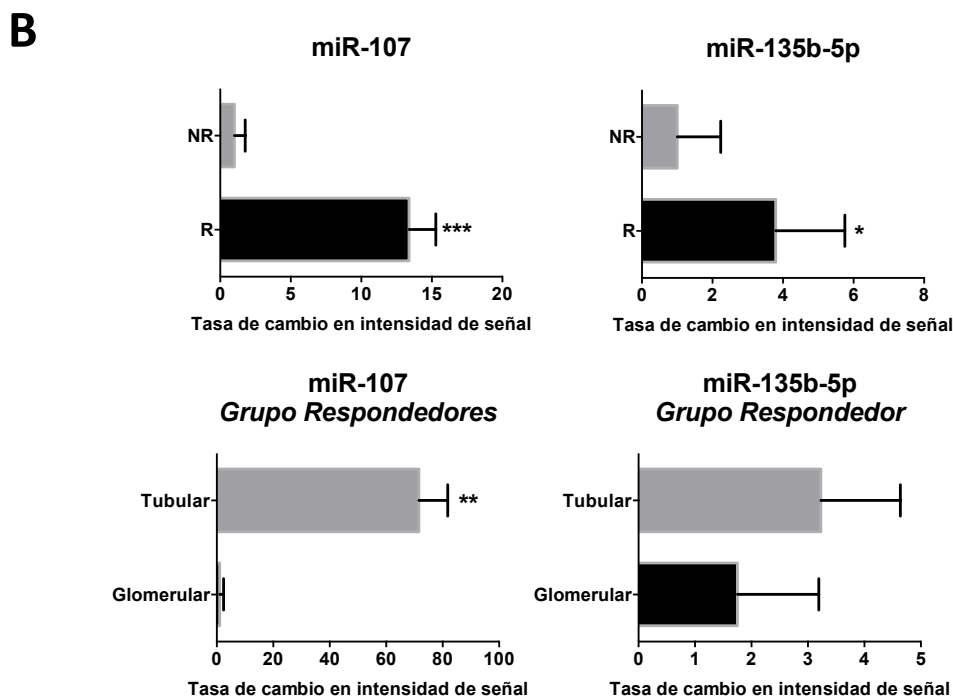 B
miR-107
NR
R
***
0 5 10 15 20
Tasa de cambio en intensidad de señal
miR-135b-5p
NR
R
*
0 2 4 6 8
Tasa de cambio en intensidad de señal
miR-107
Grupo Respondedores
Tubular
**
Glomerular
0 20 40 60 80 100
Tasa de cambio en intensidad de señal
miR-135b-5p
Grupo Respondedor
Tubular
Glomerular
0 1 2 3 4 5
Tasa de cambio en intensidad de señal